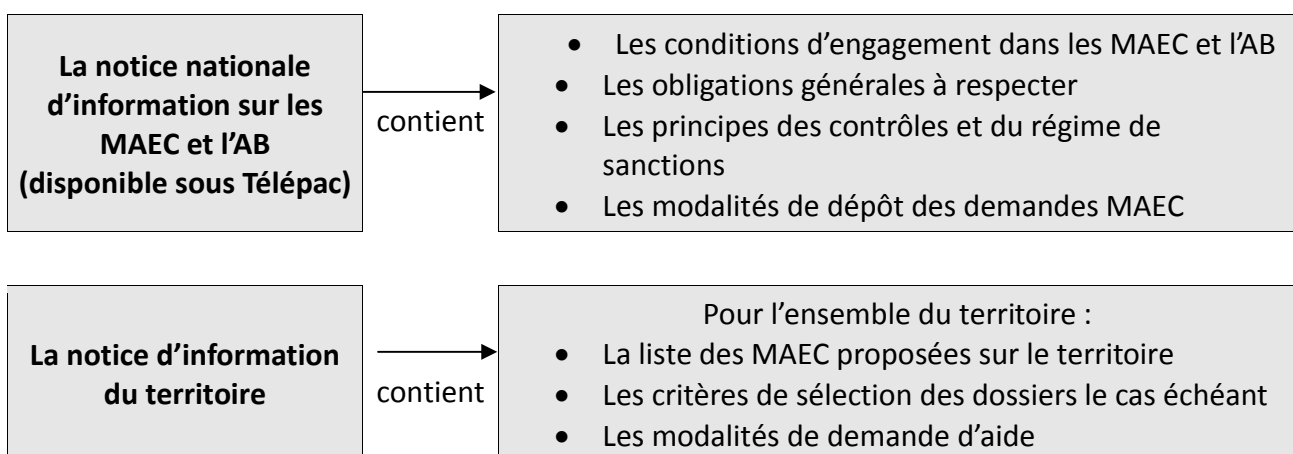 La notice nationale
d’information sur les
MAEC et l’AB
(disponible sous Télépac)
contient
• Les conditions d’engagement dans les MAEC et l’AB
• Les obligations générales à respecter
• Les principes des contrôles et du régime de
sanctions
• Les modalités de dépôt des demandes MAEC
La notice d’information
du territoire
contient
Pour l’ensemble du territoire :
• La liste des MAEC proposées sur le territoire
• Les critères de sélection des dossiers le cas échéant
• Les modalités de demande d’aide